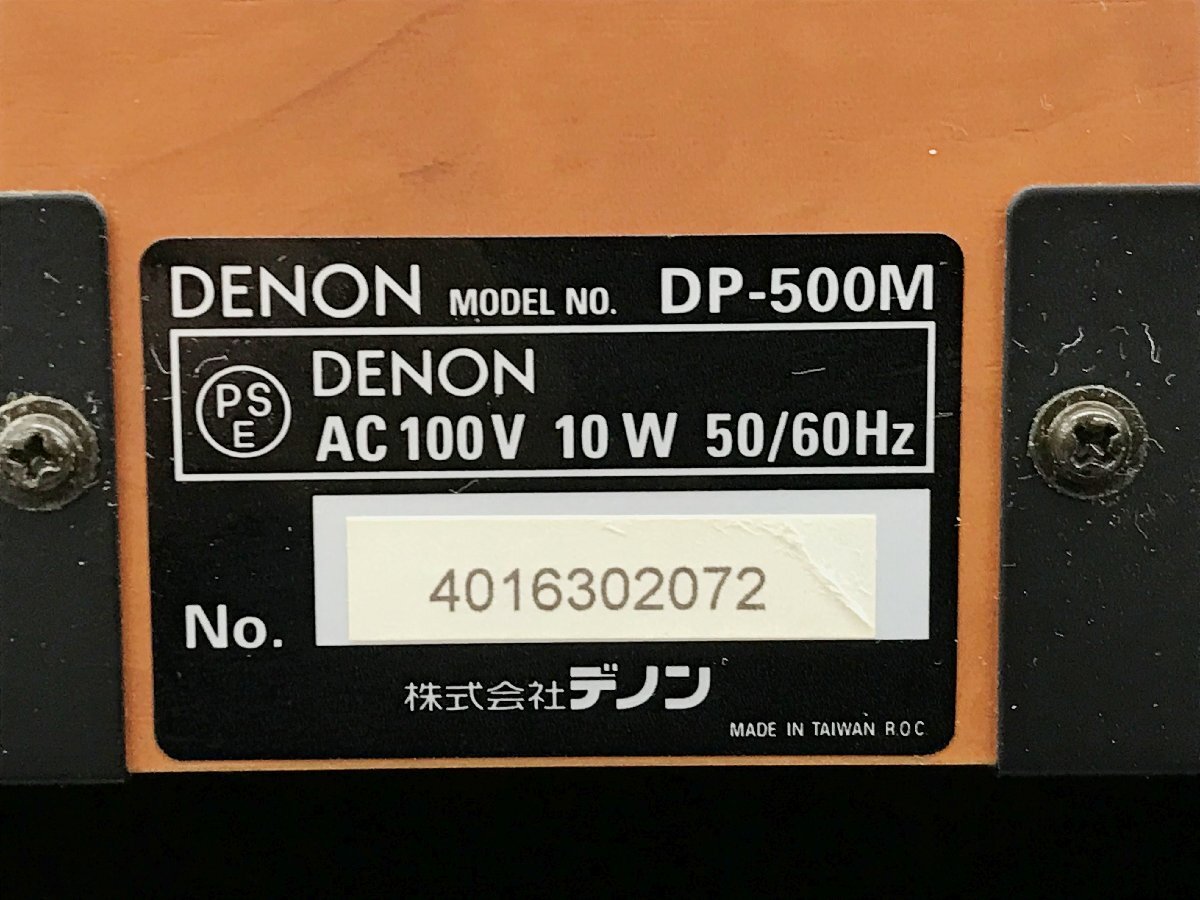 DENON MODEL NO. DP-500M
PS
E
DENON
AC 100V 10 W 50/60Hz
No. 4016302072
株式会社デノン
MADE IN TAIWAN R.O.C.